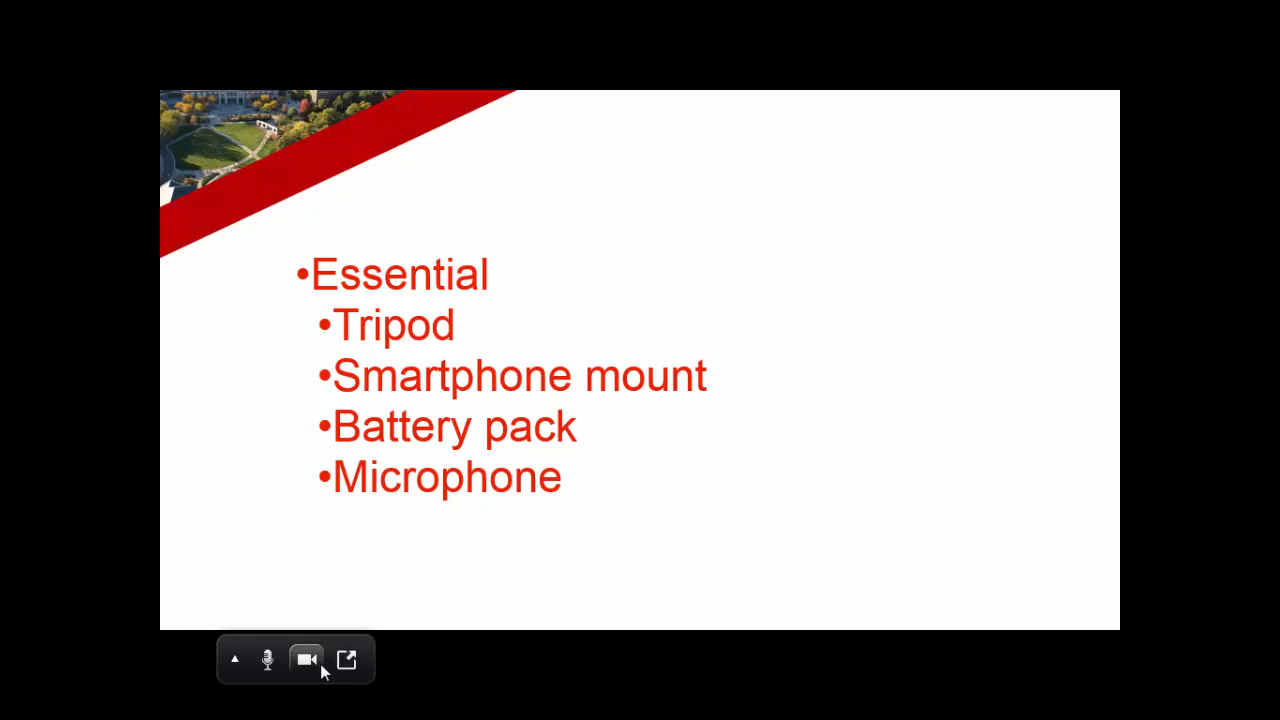 •Essential
•Tripod
•Smartphone mount
•Battery pack
•Microphone